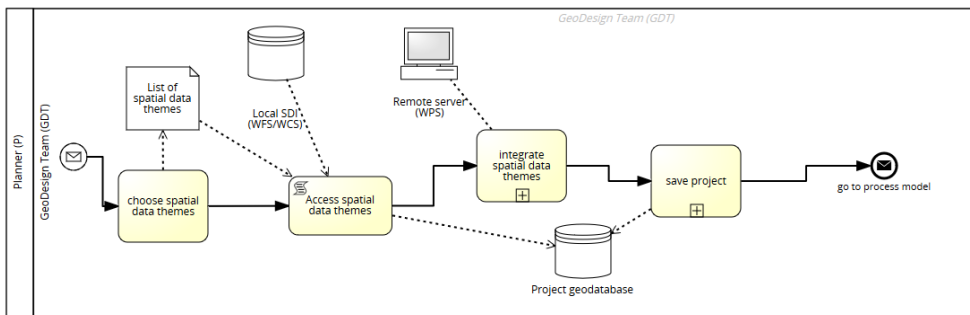 GeoDesign Team (GDT)
Planner (P)
GeoDesign Team (GDT)
List of
spatial data
themes
Local SDI
(WFS/WCS)
Remote server
(WPS)
choose spatial
data themes
Access spatial
data themes
integrate
spatial data
themes
save project
go to process model
Project geodatabase